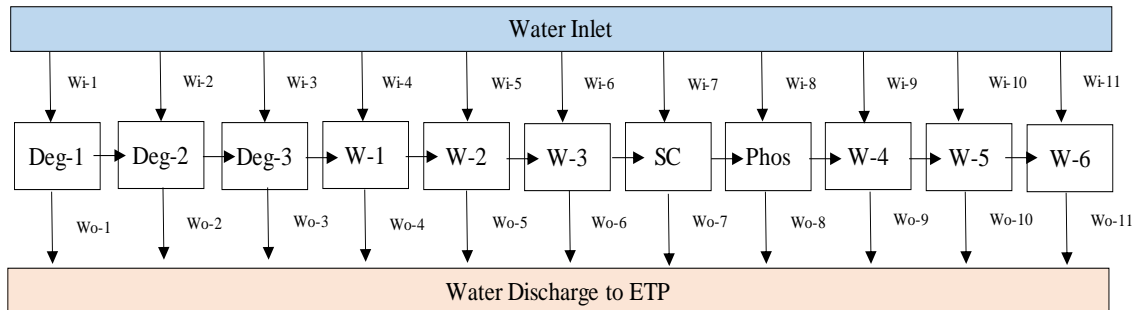 Water Inlet
Wi-1 Wi-2 Wi-3 Wi-4 Wi-5 Wi-6 Wi-7 Wi-8 Wi-9 Wi-10 Wi-11
Deg-1 Deg-2 Deg-3 W-1 W-2 W-3 SC Phos W-4 W-5 W-6
Wo-1 Wo-2 Wo-3 Wo-4 Wo-5 Wo-6 Wo-7 Wo-8 Wo-9 Wo-10 Wo-11
Water Discharge to ETP